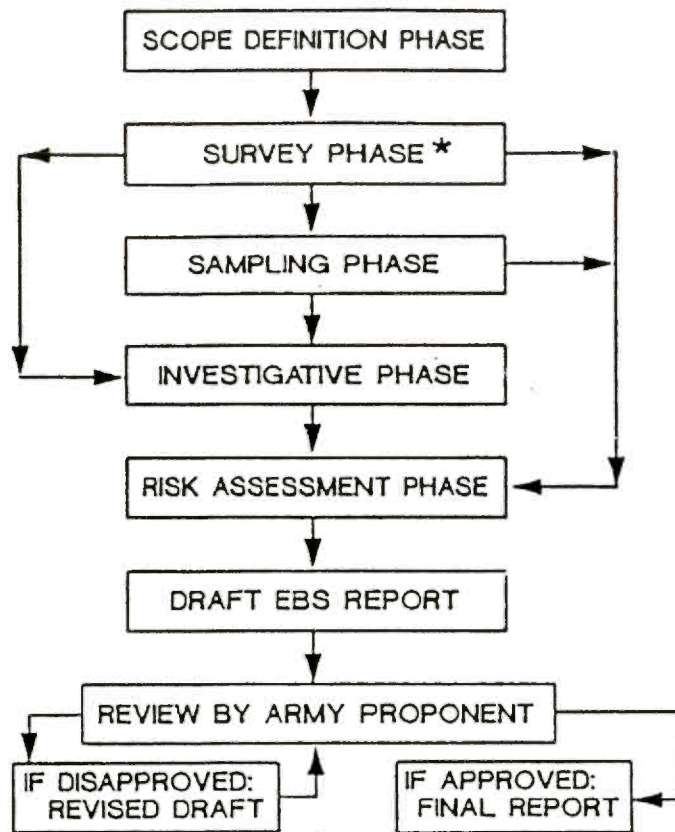 SCOPE DEFINITION PHASE
SURVEY PHASE*
SAMPLING PHASE
INVESTIGATIVE PHASE
RISK ASSESSMENT PHASE
DRAFT EBS REPORT
REVIEW BY ARMY PROPONENT
IF DISAPPROVED:
REVISED DRAFT
IF APPROVED:
FINAL REPORT